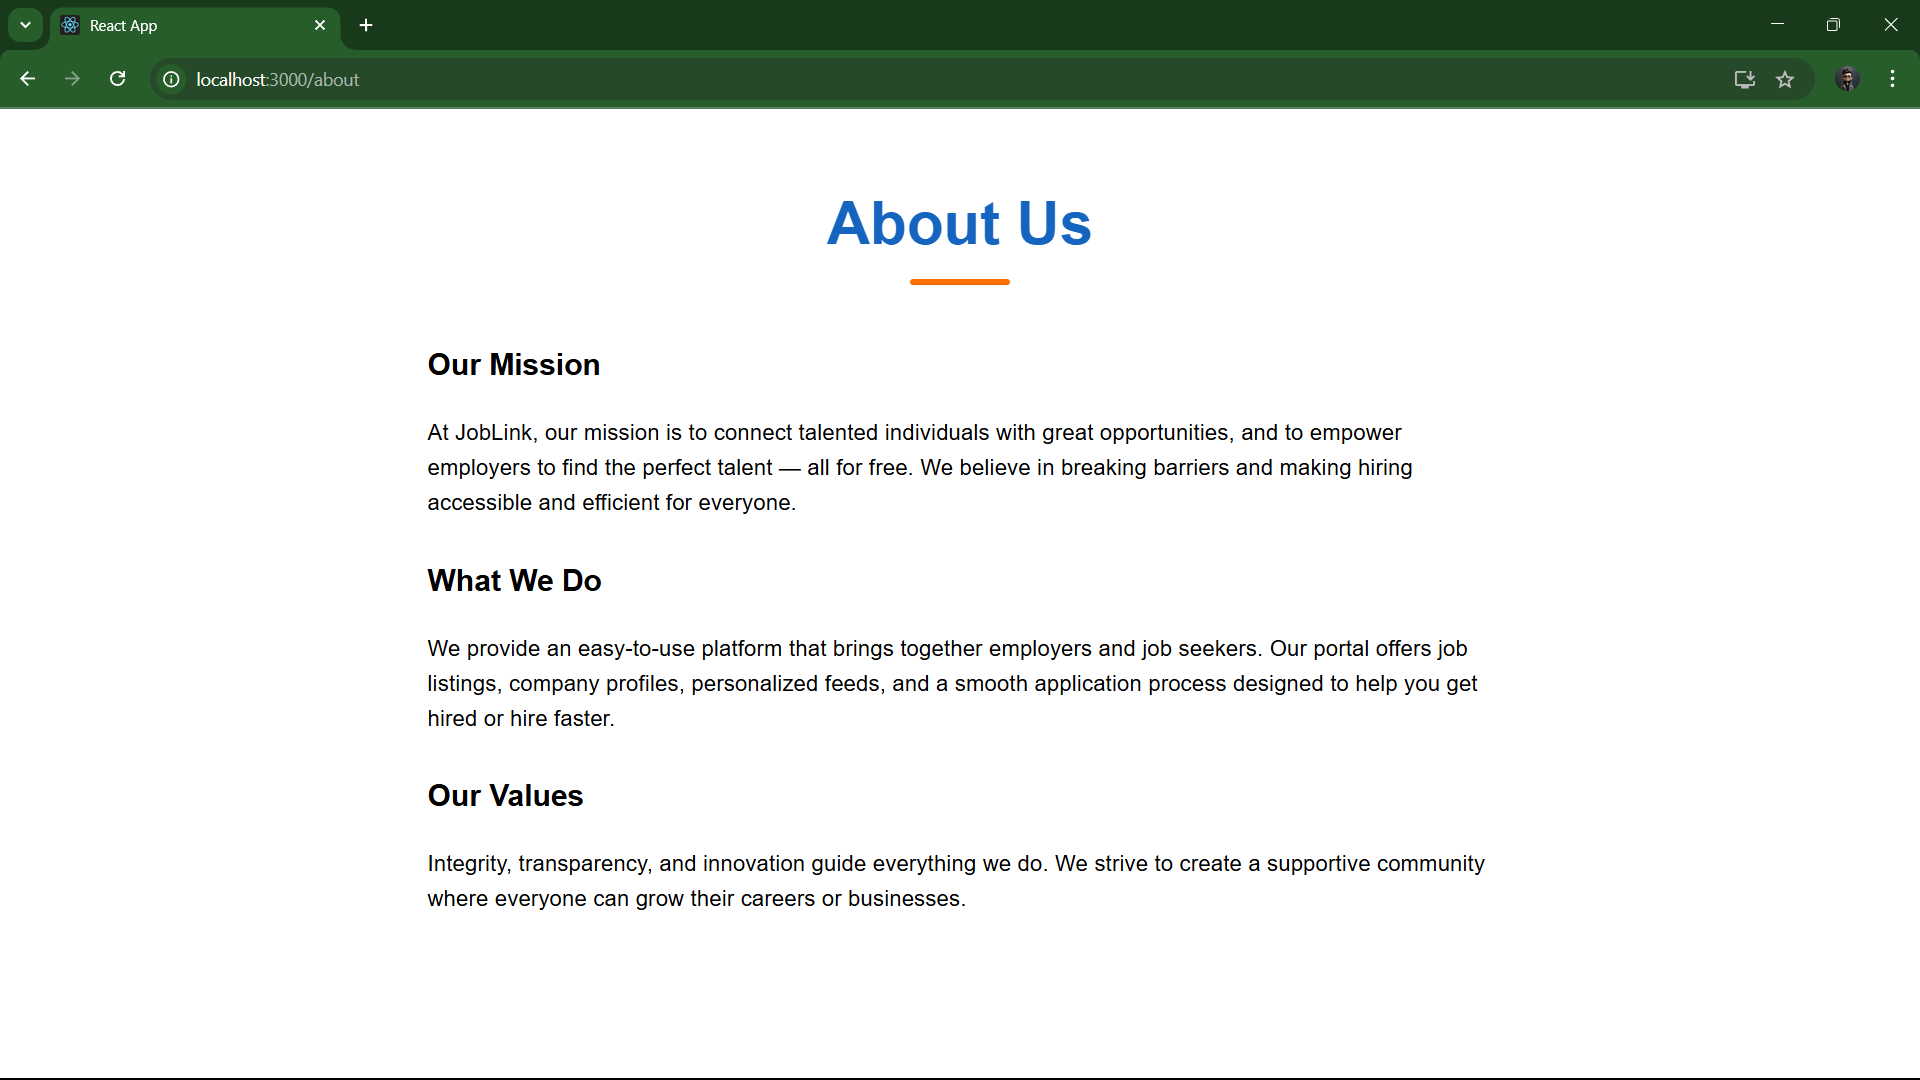 React App
localhost:3000/about
About Us
Our Mission
At JobLink, our mission is to connect talented individuals with great opportunities, and to empower
employers to find the perfect talent — all for free. We believe in breaking barriers and making hiring
accessible and efficient for everyone.
What We Do
We provide an easy-to-use platform that brings together employers and job seekers. Our portal offers job
listings, company profiles, personalized feeds, and a smooth application process designed to help you get
hired or hire faster.
Our Values
Integrity, transparency, and innovation guide everything we do. We strive to create a supportive community
where everyone can grow their careers or businesses.